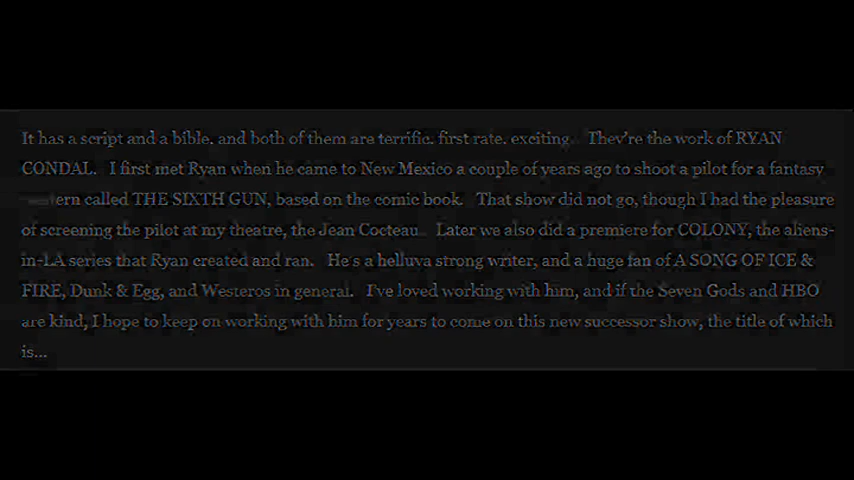 It has a script and a bible, and both of them are terrific, first rate, exciting. They're the work of RYAN
CONDAL. I first met Ryan when he came to New Mexico a couple of years ago to shoot a pilot for a fantasy
western called THE SIXTH GUN, based on the comic book. That show did not go, though I had the pleasure
of screening the pilot at my theatre, the Jean Cocteau. Later we also did a premiere for COLONY, the aliens-
in-LA series that Ryan created and ran. He's a helluva strong writer, and a huge fan of A SONG OF ICE &
FIRE, Dunk & Egg, and Westeros in general. I've loved working with him, and if the Seven Gods and HBO
are kind, I hope to keep on working with him for years to come on this new successor show, the title of which
is...